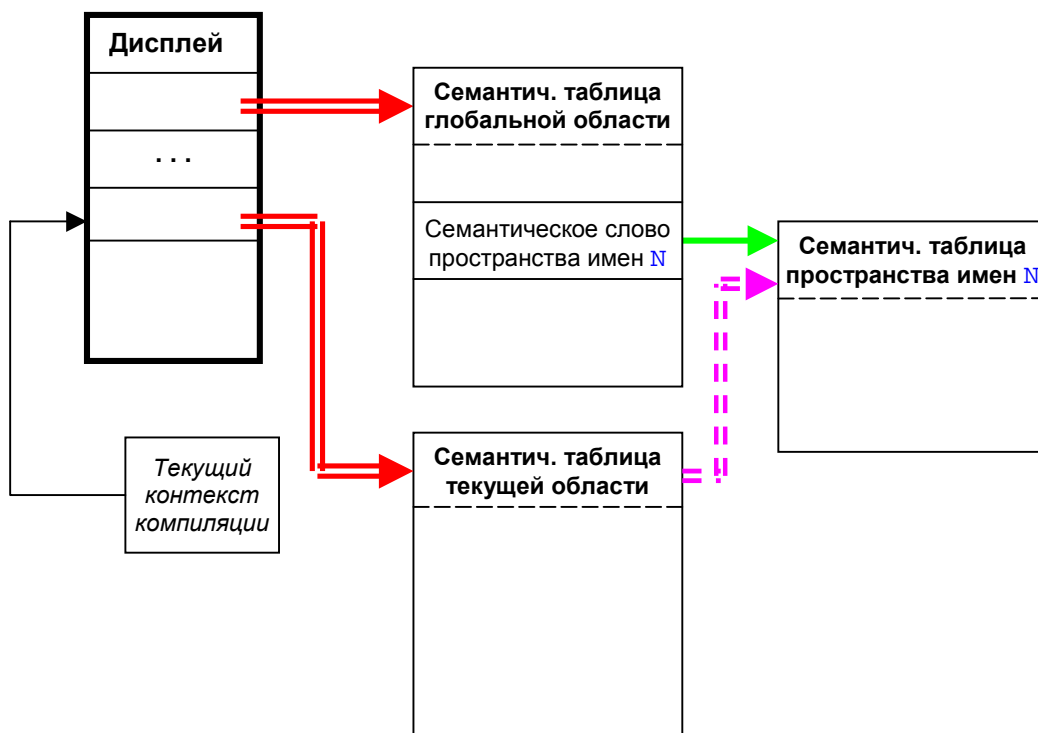 Дисплей
. . .
Семантич. таблица
глобальной области
Семантическое слово
пространства имен N
Семантич. таблица
пространства имен N
Текущий
контекст
компиляции
Семантич. таблица
текущей области